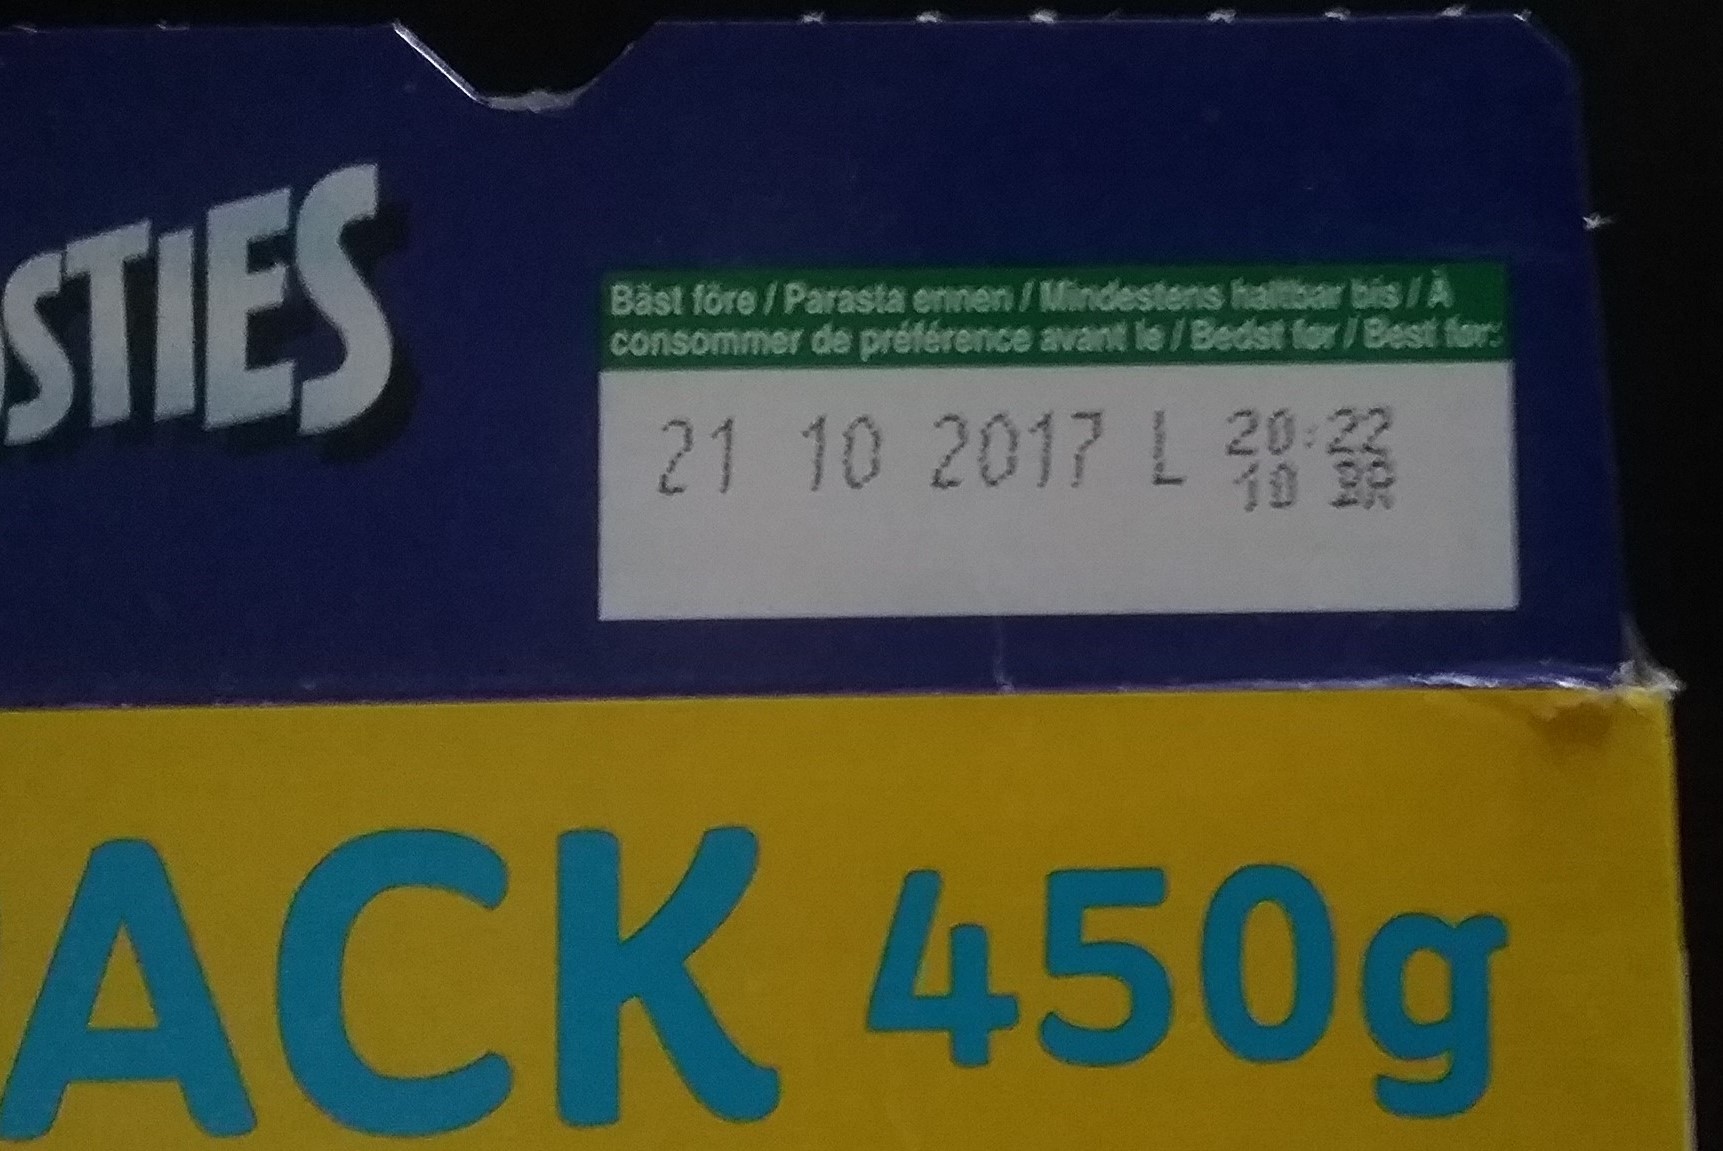 STIES
Bäst före / Parasta ennen / Mindestens haltbar bis / À
consommer de préférence avant le / Bedst før / Best før:
21 10 2017 L 20:22
10
ACK 450g